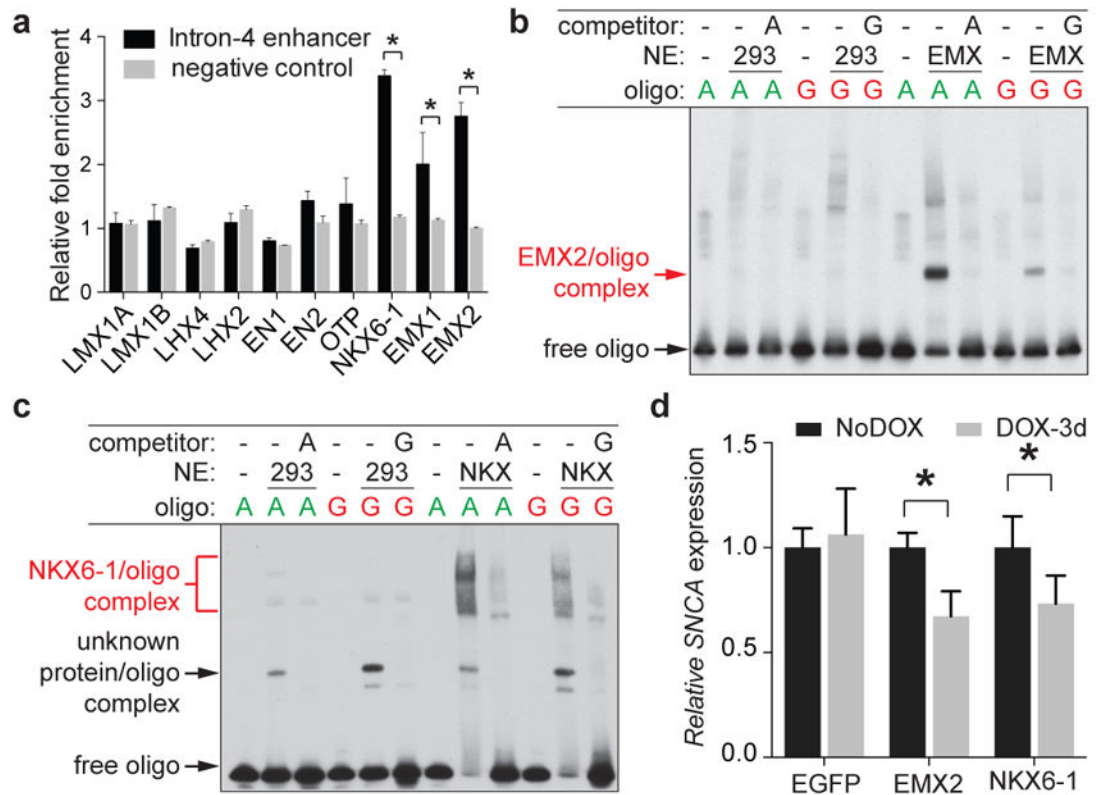 a
Relative fold enrichment
4
3
2
1
0
Intron-4 enhancer
negative control
*
*
*
LMX1A
LMX1B
LHX4
LHX2
EN1
EN2
OTP
NKX6-1
EMX1
EMX2
b
competitor: - - A - - G - - A - - G
NE: - 293 - 293 - EMX - EMX
oligo: A A A G G G A A A G G G
EMX2/oligo
complex
free oligo
c
competitor: - - A - - G - - A - - G
NE: - 293 - 293 - NKX - NKX
oligo: A A A G G G A A A G G G
NKX6-1/oligo
complex
unknown
protein/oligo
complex
free oligo
d
NoDOX
DOX-3d
Relative SNCA expression
1.5
1.0
0.5
0.0
*
*
EGFP
EMX2
NKX6-1